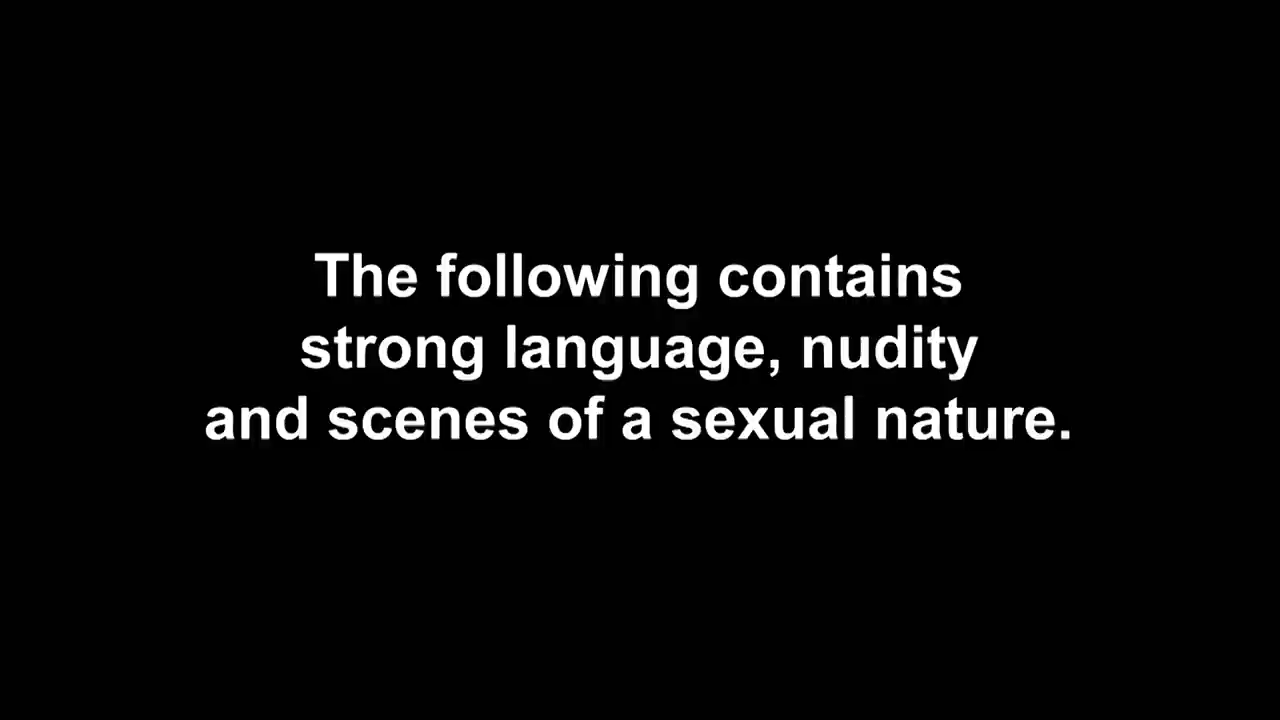 The following contains
strong language, nudity
and scenes of a sexual nature.